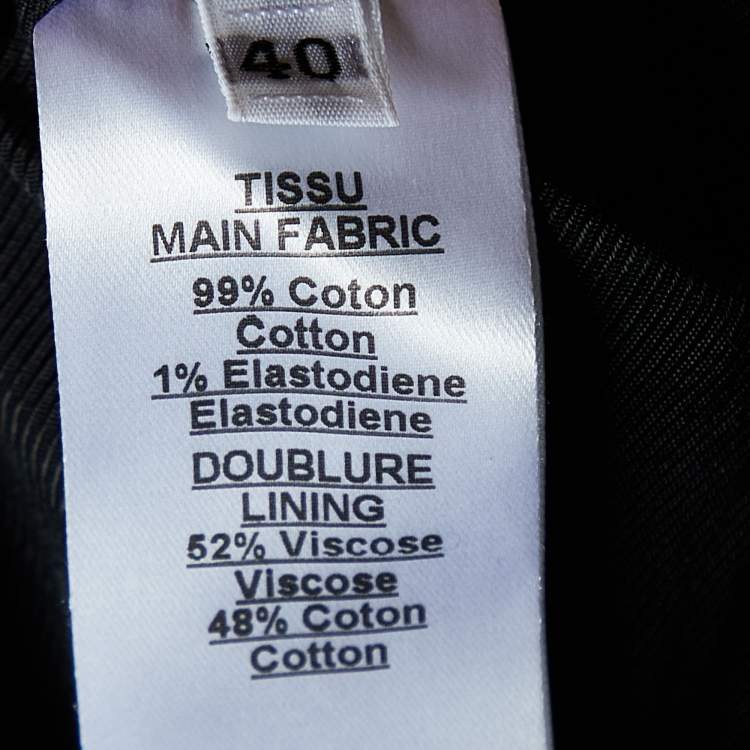 40
TISSU
MAIN FABRIC
99% Coton
Cotton
1% Elastodiene
Elastodiene
DOUBLURE
LINING
52% Viscose
Viscose
48% Coton
Cotton